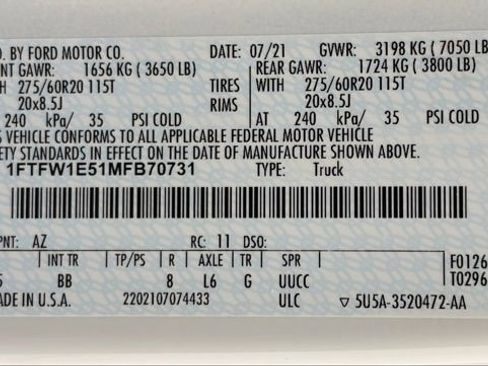 D. BY FORD MOTOR CO. DATE: 07/21 GVWR: 3198 KG ( 7050 LB
NT GAWR: 1656 KG ( 3650 LB) REAR GAWR: 1724 KG ( 3800 LB)
H 275/60R20 115T TIRES WITH 275/60R20 115T
20x8.5J RIMS 20x8.5J
240 kPa/ 35 PSI COLD AT 240 kPa/ 35 PSI COLD
S VEHICLE CONFORMS TO ALL APPLICABLE FEDERAL MOTOR VEHICLE
FETY STANDARDS IN EFFECT ON THE DATE OF MANUFACTURE SHOWN ABOVE.
1FTFW1E51MFB70731 TYPE: Truck
PNT: AZ RC: 11 DSO:
INT TR TP/PS R AXLE TR SPR F0126
5 BB 8 L6 G UUCC T0296
ADE IN U.S.A. 2202107074433 ULC ▽ 5U5A-3520472-AA